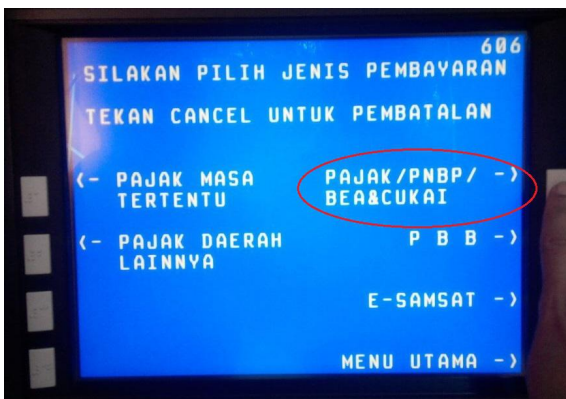 606
SILAKAN PILIH JENIS PEMBAYARAN
TEKAN CANCEL UNTUK PEMBATALAN
<- PAJAK MASA TERTENTU
PAJAK/PNBP/ BEA&CUKAI ->
<- PAJAK DAERAH LAINNYA
P B B ->
E-SAMSAT ->
MENU UTAMA ->